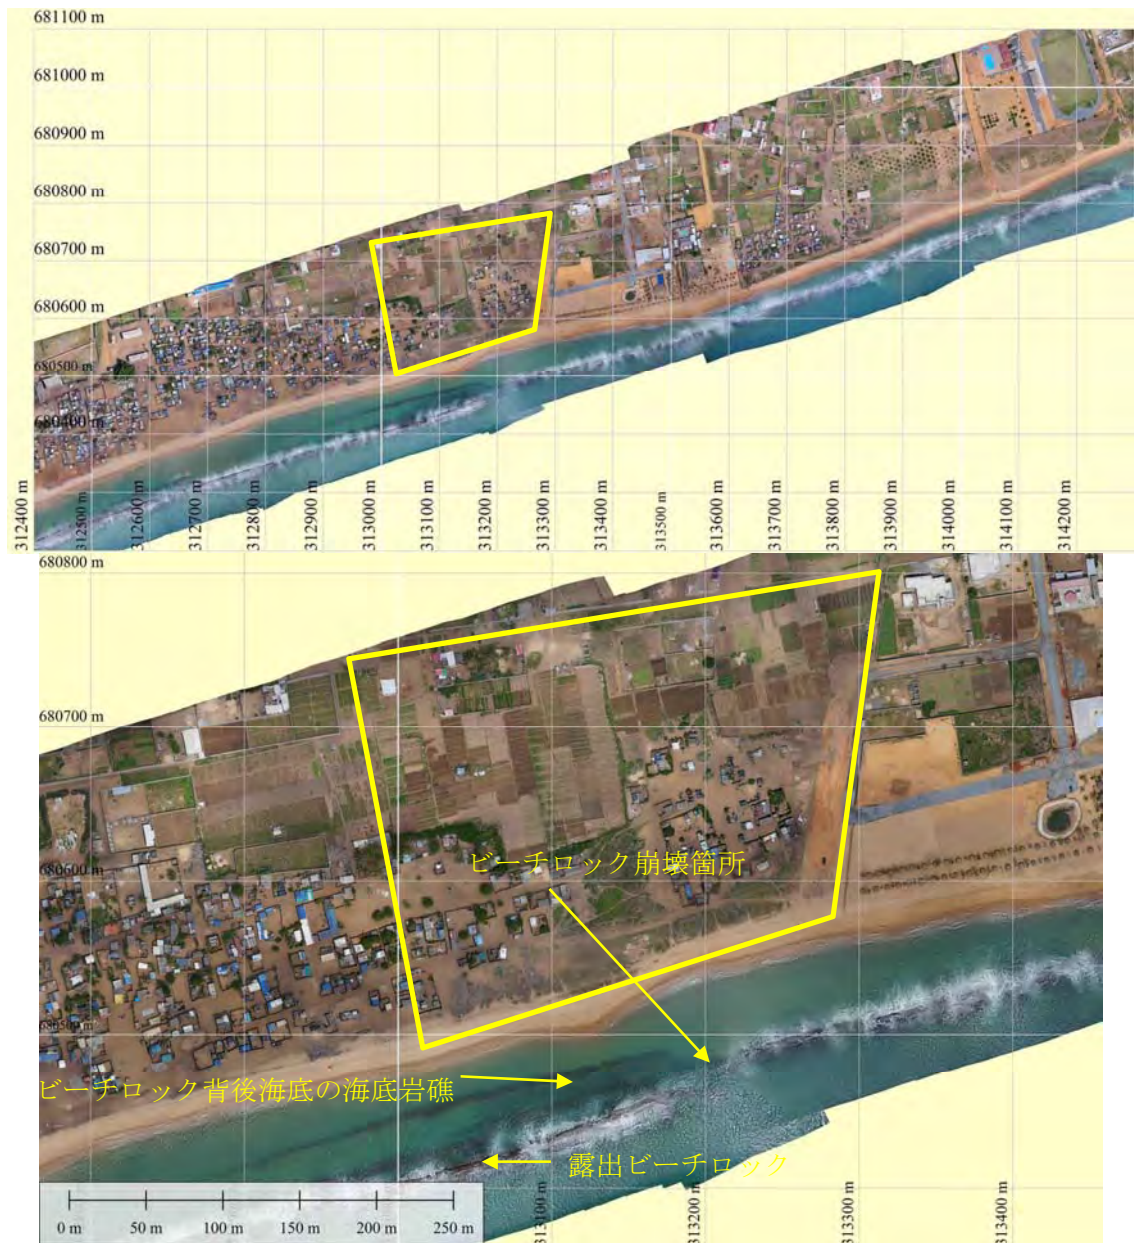 681100 m
681000 m
680900 m
680800 m
680700 m
680600 m
680500 m
680400 m
312400 m
312500 m
312600 m
312700 m
312800 m
312900 m
313000 m
313100 m
313200 m
313300 m
313400 m
313500 m
313600 m
313700 m
313800 m
313900 m
314000 m
314100 m
314200 m
680800 m
680700 m
ビーチロック崩壊箇所
680600 m
680500 m
ビーチロック背後海底の海底岩礁
露出ビーチロック
0 m 50 m 100 m 150 m 200 m 250 m
313100 m
313200 m
313300 m
313400 m